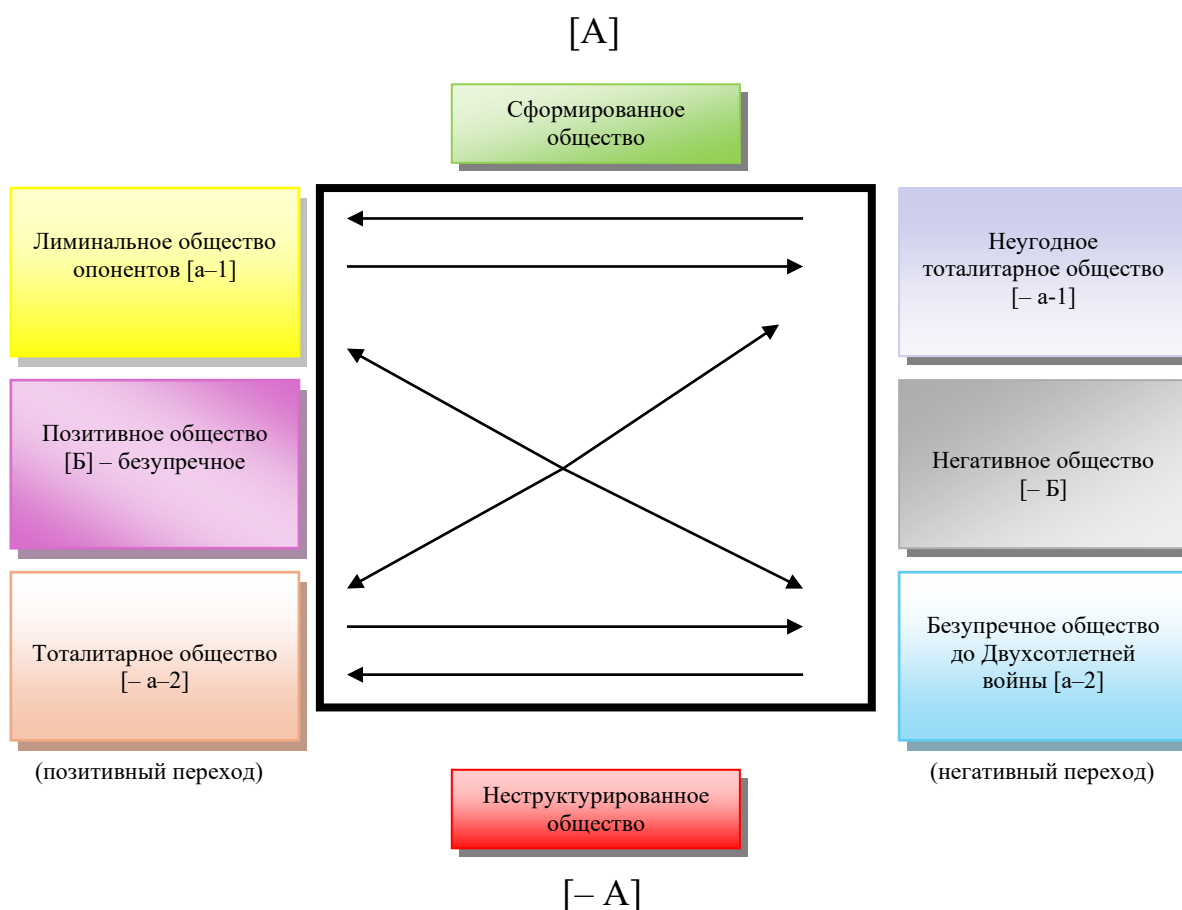 [А]
Сформированное
общество
Лиминальное общество
опонентов [а–1]
Неугодное
тоталитарное общество
[– а-1]
Позитивное общество
[Б] – безупречное
Негативное общество
[– Б]
Тоталитарное общество
[– а–2]
Безупречное общество
до Двухсотлетней
войны [а–2]
(позитивный переход)
(негативный переход)
Неструктурированное
общество
[– А]